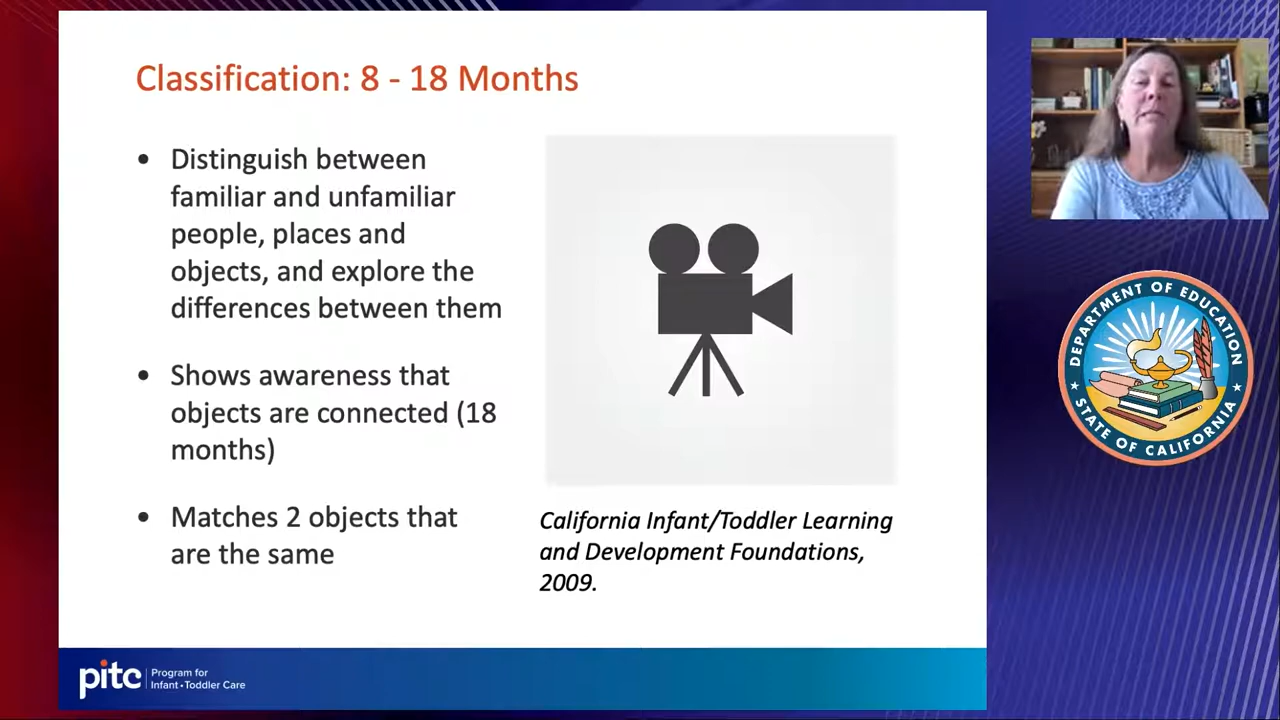 Classification: 8 - 18 Months
• Distinguish between
familiar and unfamiliar
people, places and
objects, and explore the
differences between them
• Shows awareness that
objects are connected (18
months)
• Matches 2 objects that
are the same
California Infant/Toddler Learning
and Development Foundations,
2009.
pitc
Program for
Infant•Toddler Care
DEPARTMENT OF EDUCATION
STATE OF CALIFORNIA